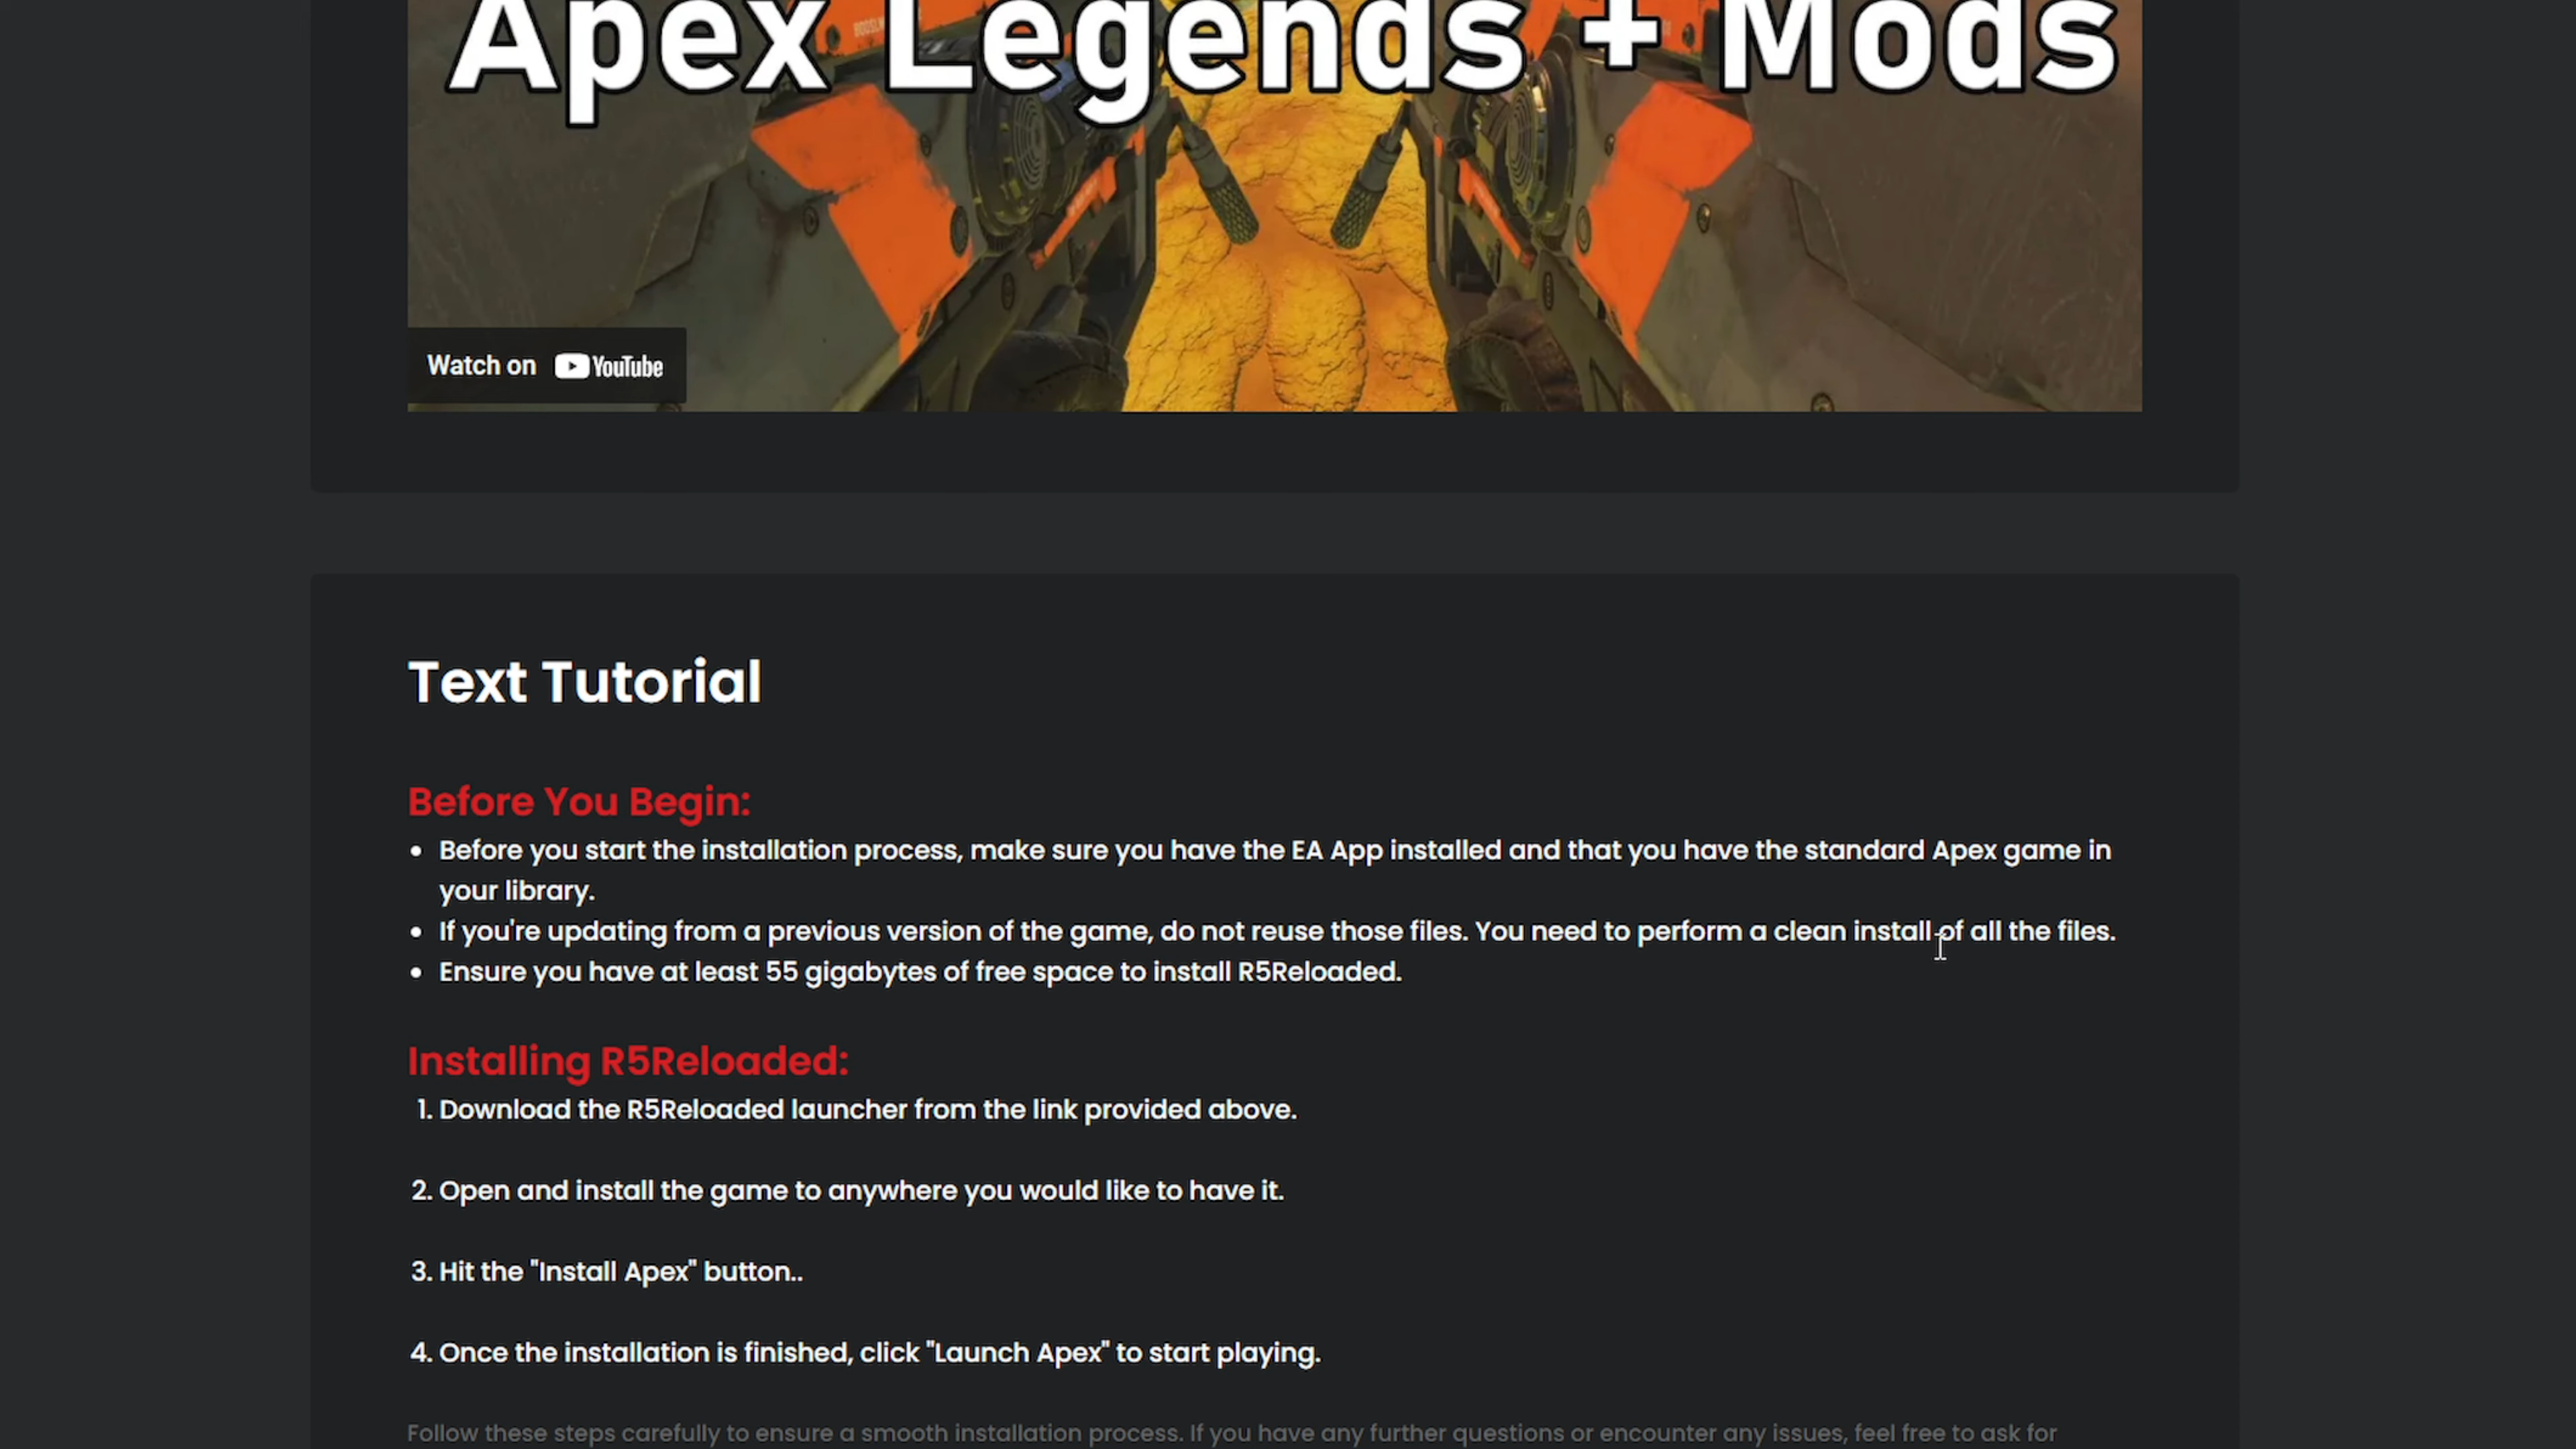 Apex Legends + Mods
Watch on YouTube
Text Tutorial
Before You Begin:
• Before you start the installation process, make sure you have the EA App installed and that you have the standard Apex game in
your library.
• If you're updating from a previous version of the game, do not reuse those files. You need to perform a clean install of all the files.
• Ensure you have at least 55 gigabytes of free space to install R5Reloaded.
Installing R5Reloaded:
1. Download the R5Reloaded launcher from the link provided above.
2. Open and install the game to anywhere you would like to have it.
3. Hit the "Install Apex" button..
4. Once the installation is finished, click "Launch Apex" to start playing.
Follow these steps carefully to ensure a smooth installation process. If you have any further questions or encounter any issues, feel free to ask for